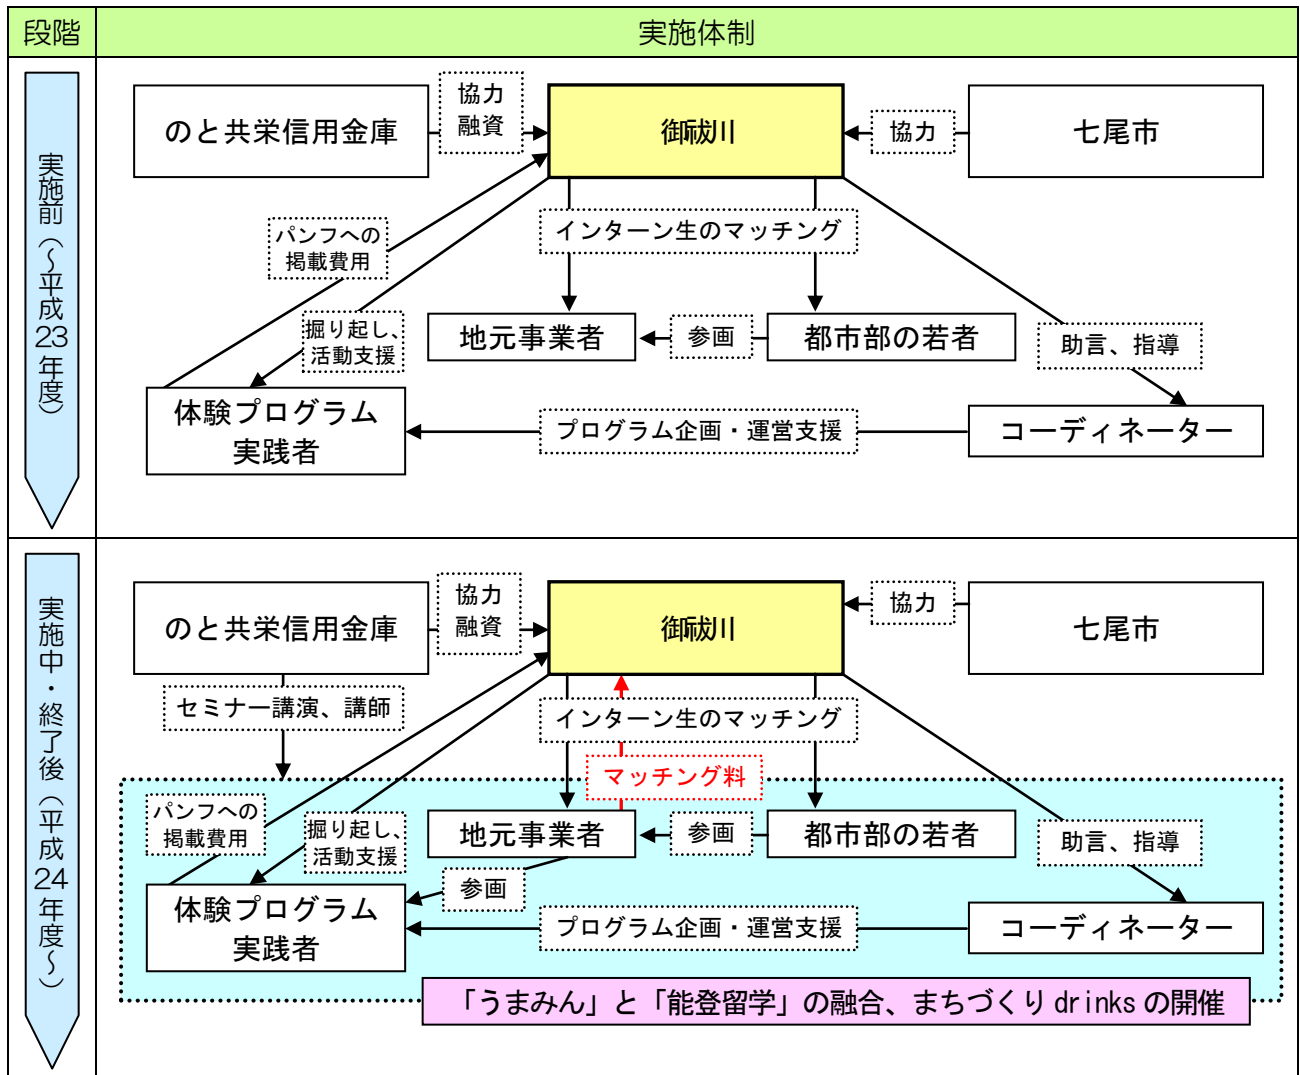 段階
実施体制
実施前（～平成23年度）
のと共栄信用金庫
協力
融資
御祓川
協力
七尾市
パンフへの
掲載費用
インターン生のマッチング
掘り起し、
活動支援
地元事業者
参画
都市部の若者
助言、指導
体験プログラム
実践者
プログラム企画・運営支援
コーディネーター
実施中・終了後（平成24年度～）
のと共栄信用金庫
協力
融資
御祓川
協力
七尾市
セミナー講演、講師
インターン生のマッチング
マッチング料
パンフへの
掲載費用
掘り起し、
活動支援
地元事業者
参画
都市部の若者
助言、指導
参画
体験プログラム
実践者
プログラム企画・運営支援
コーディネーター
「うまみん」と「能登留学」の融合、まちづくり drinks の開催